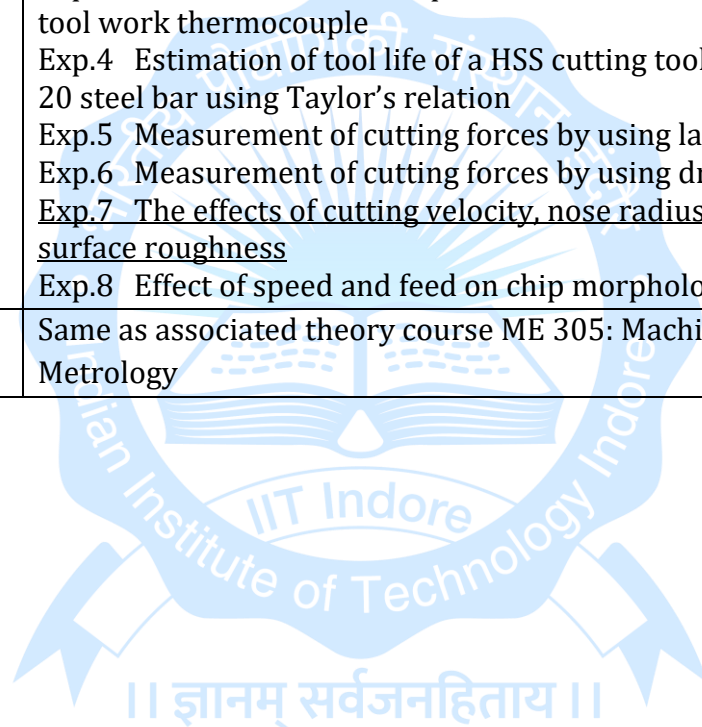 tool work thermocouple
Exp.4 Estimation of tool life of a HSS cutting tool
20 steel bar using Taylor's relation
Exp.5 Measurement of cutting forces by using la
Exp.6 Measurement of cutting forces by using dr
Exp.7 The effects of cutting velocity, nose radius
surface roughness
Exp.8 Effect of speed and feed on chip morpholo
Same as associated theory course ME 305: Machi
Metrology
भारतीय प्रौद्योगिकी संस्थान इंदौर
IIT Indore
Indian Institute of Technology Indore
।। ज्ञानम् सर्वजनहिताय ।।